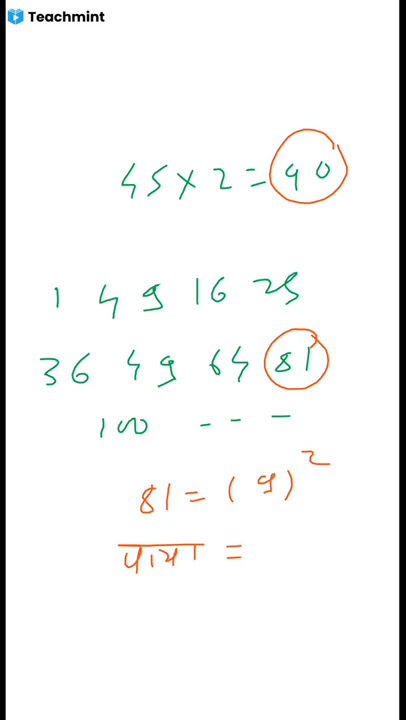 Teachmint
45 × 2 = 90
1 4 9 16 25
36 49 64 81
100 - - -
81 = (9)²
पाया =